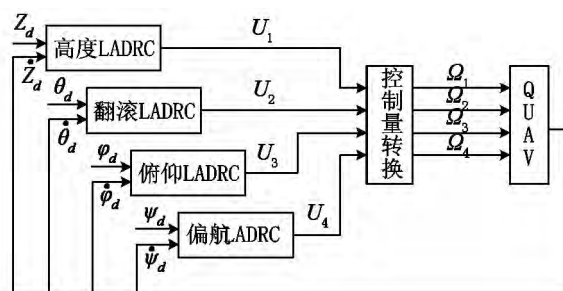 Z_d
高度LADRC
Ż_d
U_1
θ_d
翻滚LADRC
θ̇_d
U_2
φ_d
俯仰LADRC
φ̇_d
U_3
ψ_d
偏航LADRC
ψ̇_d
U_4
控制量转换
Ω_1
Ω_2
Ω_3
Ω_4
QUAV